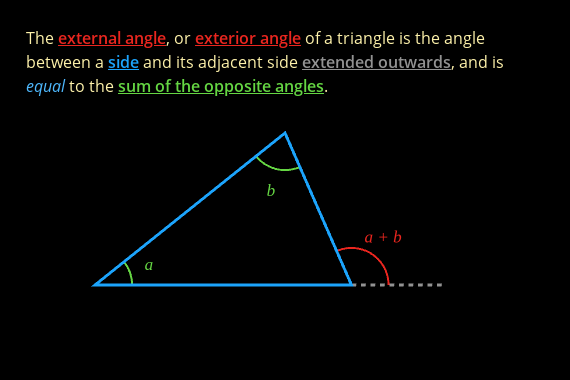 The external angle, or exterior angle of a triangle is the angle
between a side and its adjacent side extended outwards, and is
equal to the sum of the opposite angles.
b
a + b
a